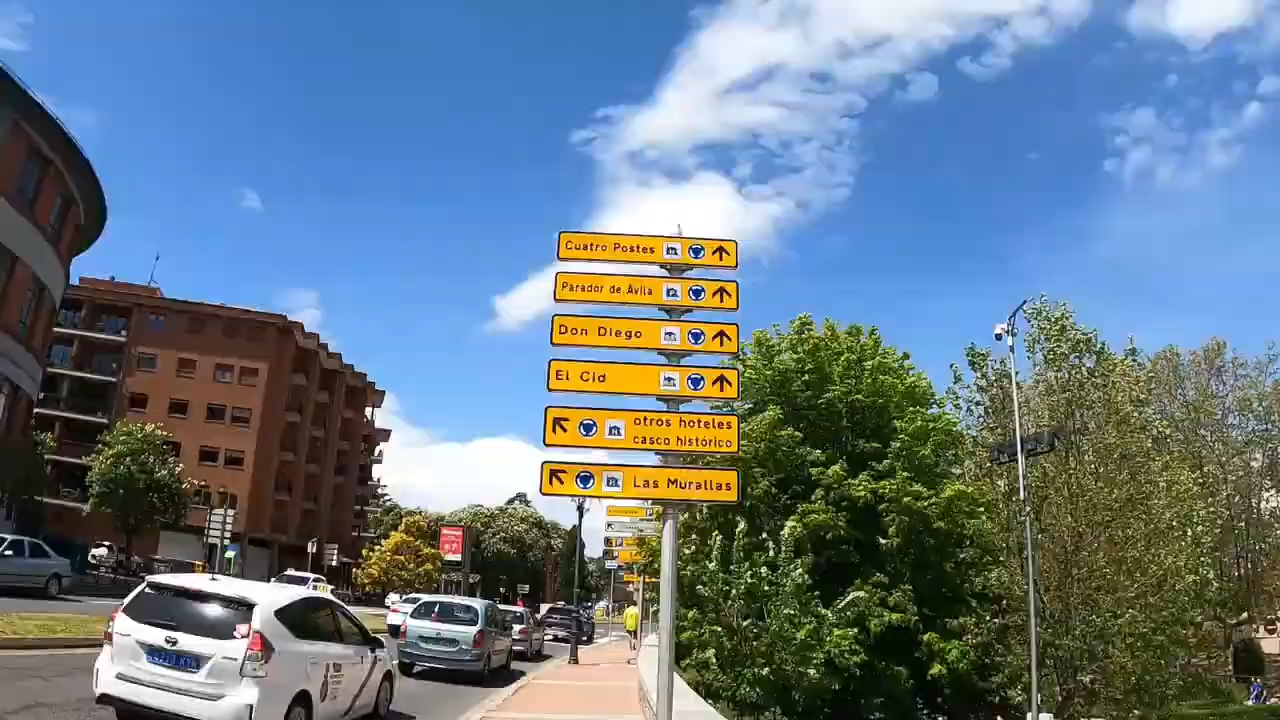 Cuatro Postes
Parador de Ávila
Don Diego
El Cid
otros hoteles
casco histórico
Las Murallas